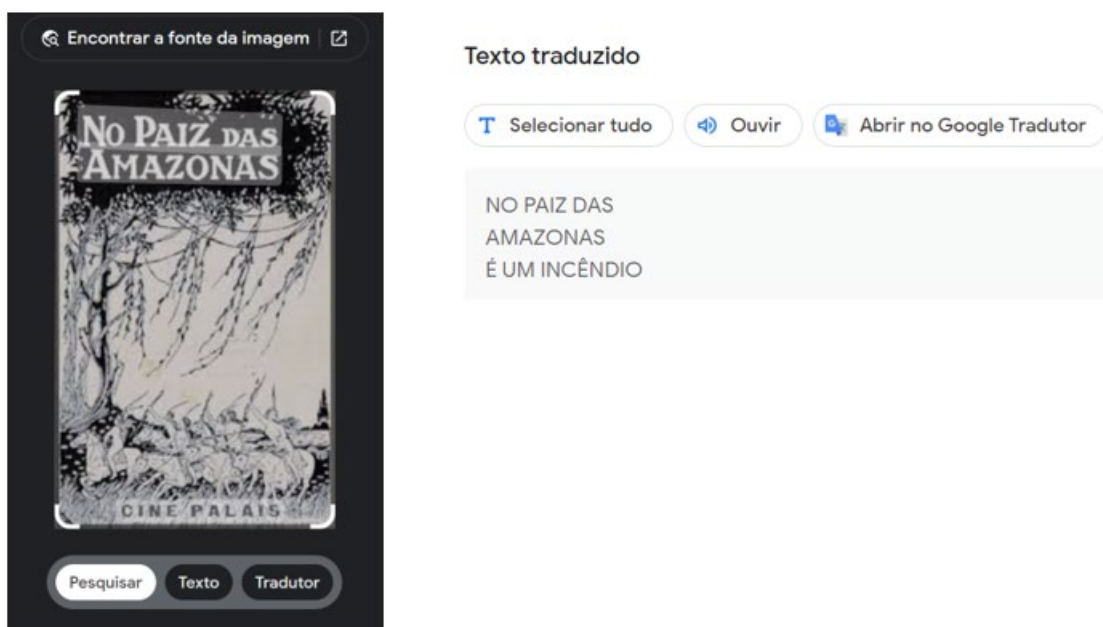 Encontrar a fonte da imagem
NO PAIZ DAS
AMAZONAS
CINE PALAIS
Pesquisar Texto Tradutor
Texto traduzido
Selecionar tudo Ouvir Abrir no Google Tradutor
NO PAIZ DAS
AMAZONAS
É UM INCÊNDIO